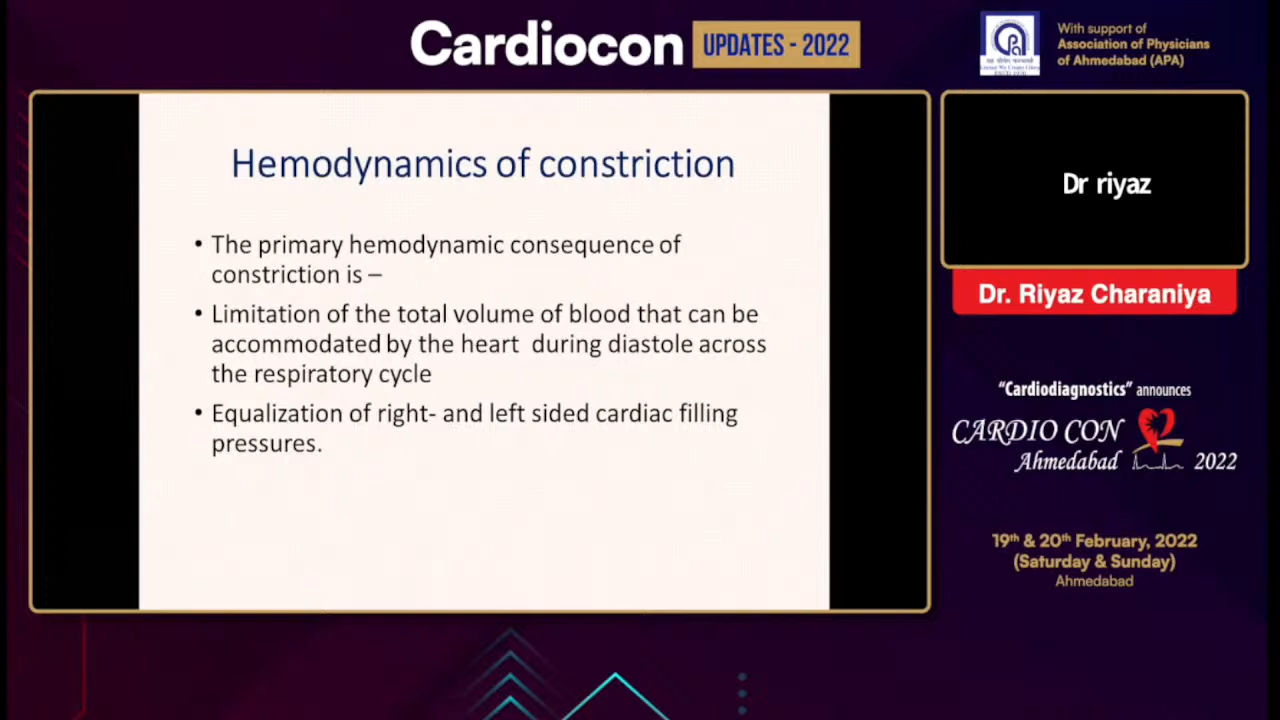 Cardiocon UPDATES - 2022
With support of
Association of Physicians
of Ahmedabad (APA)
Hemodynamics of constriction
• The primary hemodynamic consequence of
constriction is –
• Limitation of the total volume of blood that can be
accommodated by the heart during diastole across
the respiratory cycle
• Equalization of right- and left sided cardiac filling
pressures.
Dr riyaz
Dr. Riyaz Charaniya
“Cardiodiagnostics” announces
CARDIO CON
Ahmedabad 2022
19th & 20th February, 2022
(Saturday & Sunday)
Ahmedabad